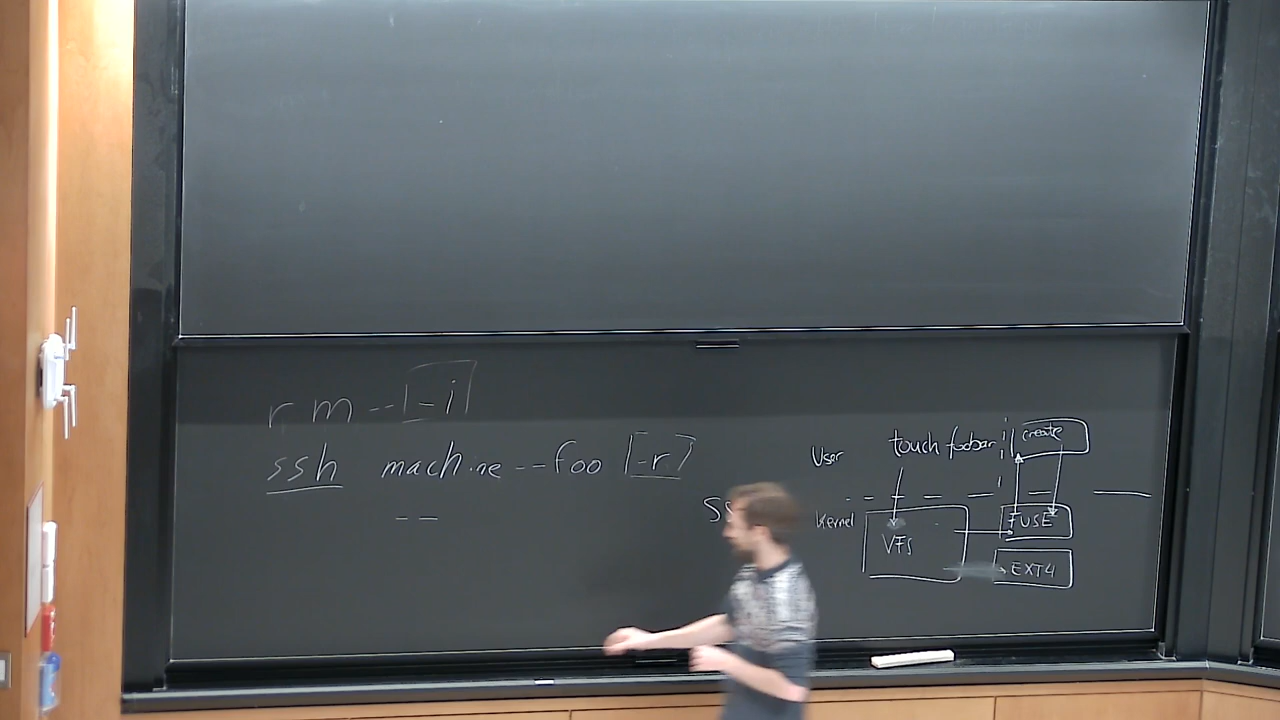 rm -- -i
ssh machine --foo -r
--
User touch foobar create
Kernel
VFS
FUSE
EXT4